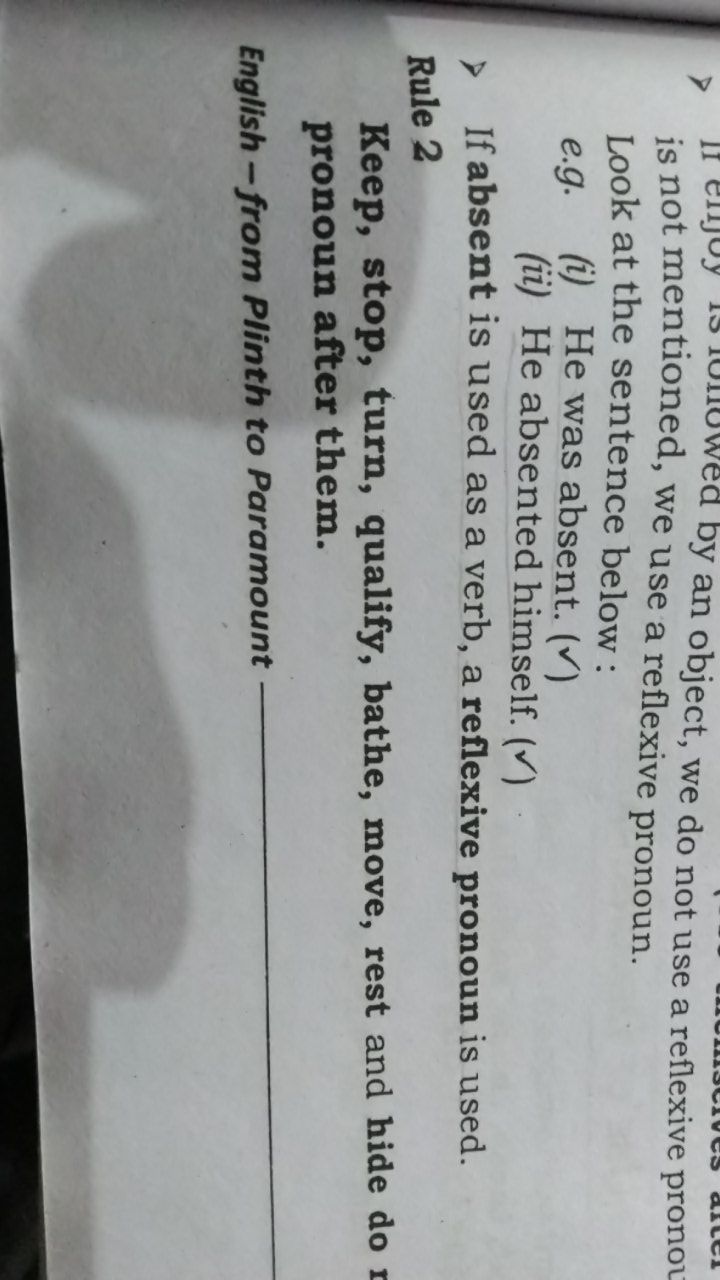 ➢ If enjoy is followed by an object, we do not use a reflexive
is not mentioned, we use a reflexive pronoun.
Look at the sentence below :
e.g. (i) He was absent. (✓)
(ii) He absented himself. (✓)
➢ If absent is used as a verb, a reflexive pronoun is used.
Rule 2
Keep, stop, turn, qualify, bathe, move, rest and hide do
pronoun after them.
English – from Plinth to Paramount